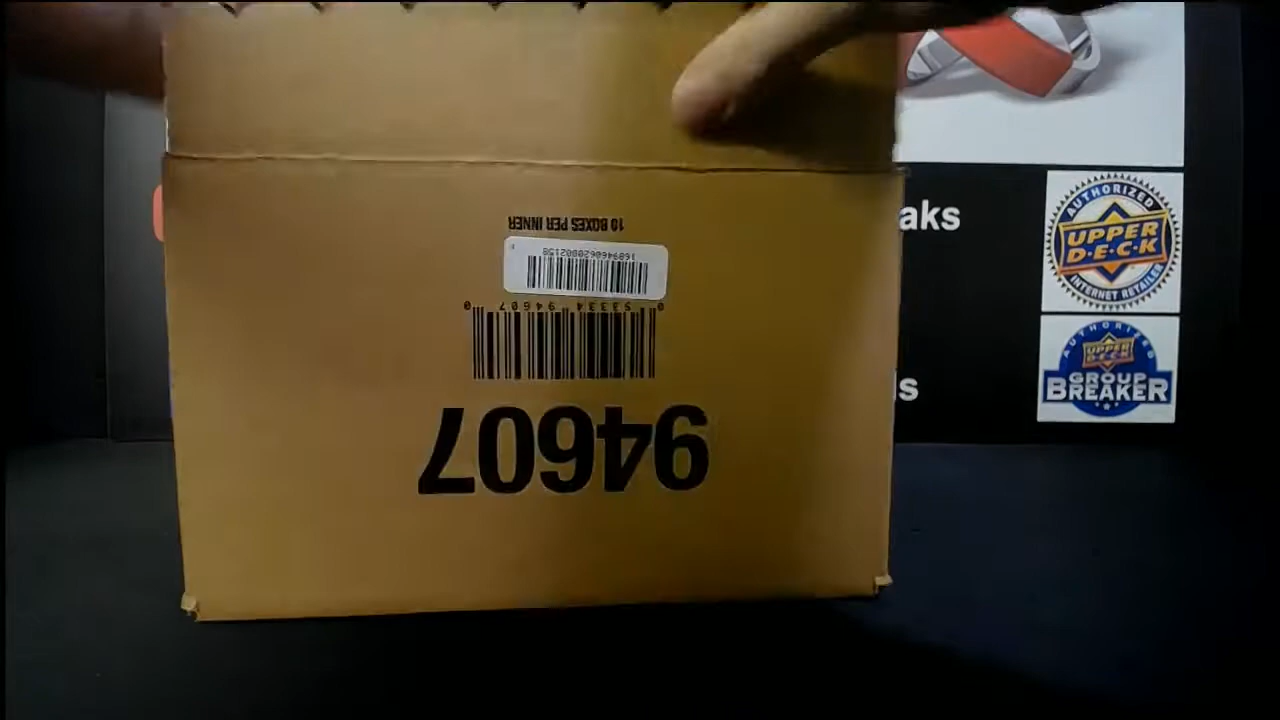 10 BOXES PER INNER
1689460620802158
0 53334 94607 0
94607
aks
s
AUTHORIZED
UPPER
D·E·C·K
INTERNET RETAILER
AUTHORIZED
UPPER
DECK
GROUP
BREAKER